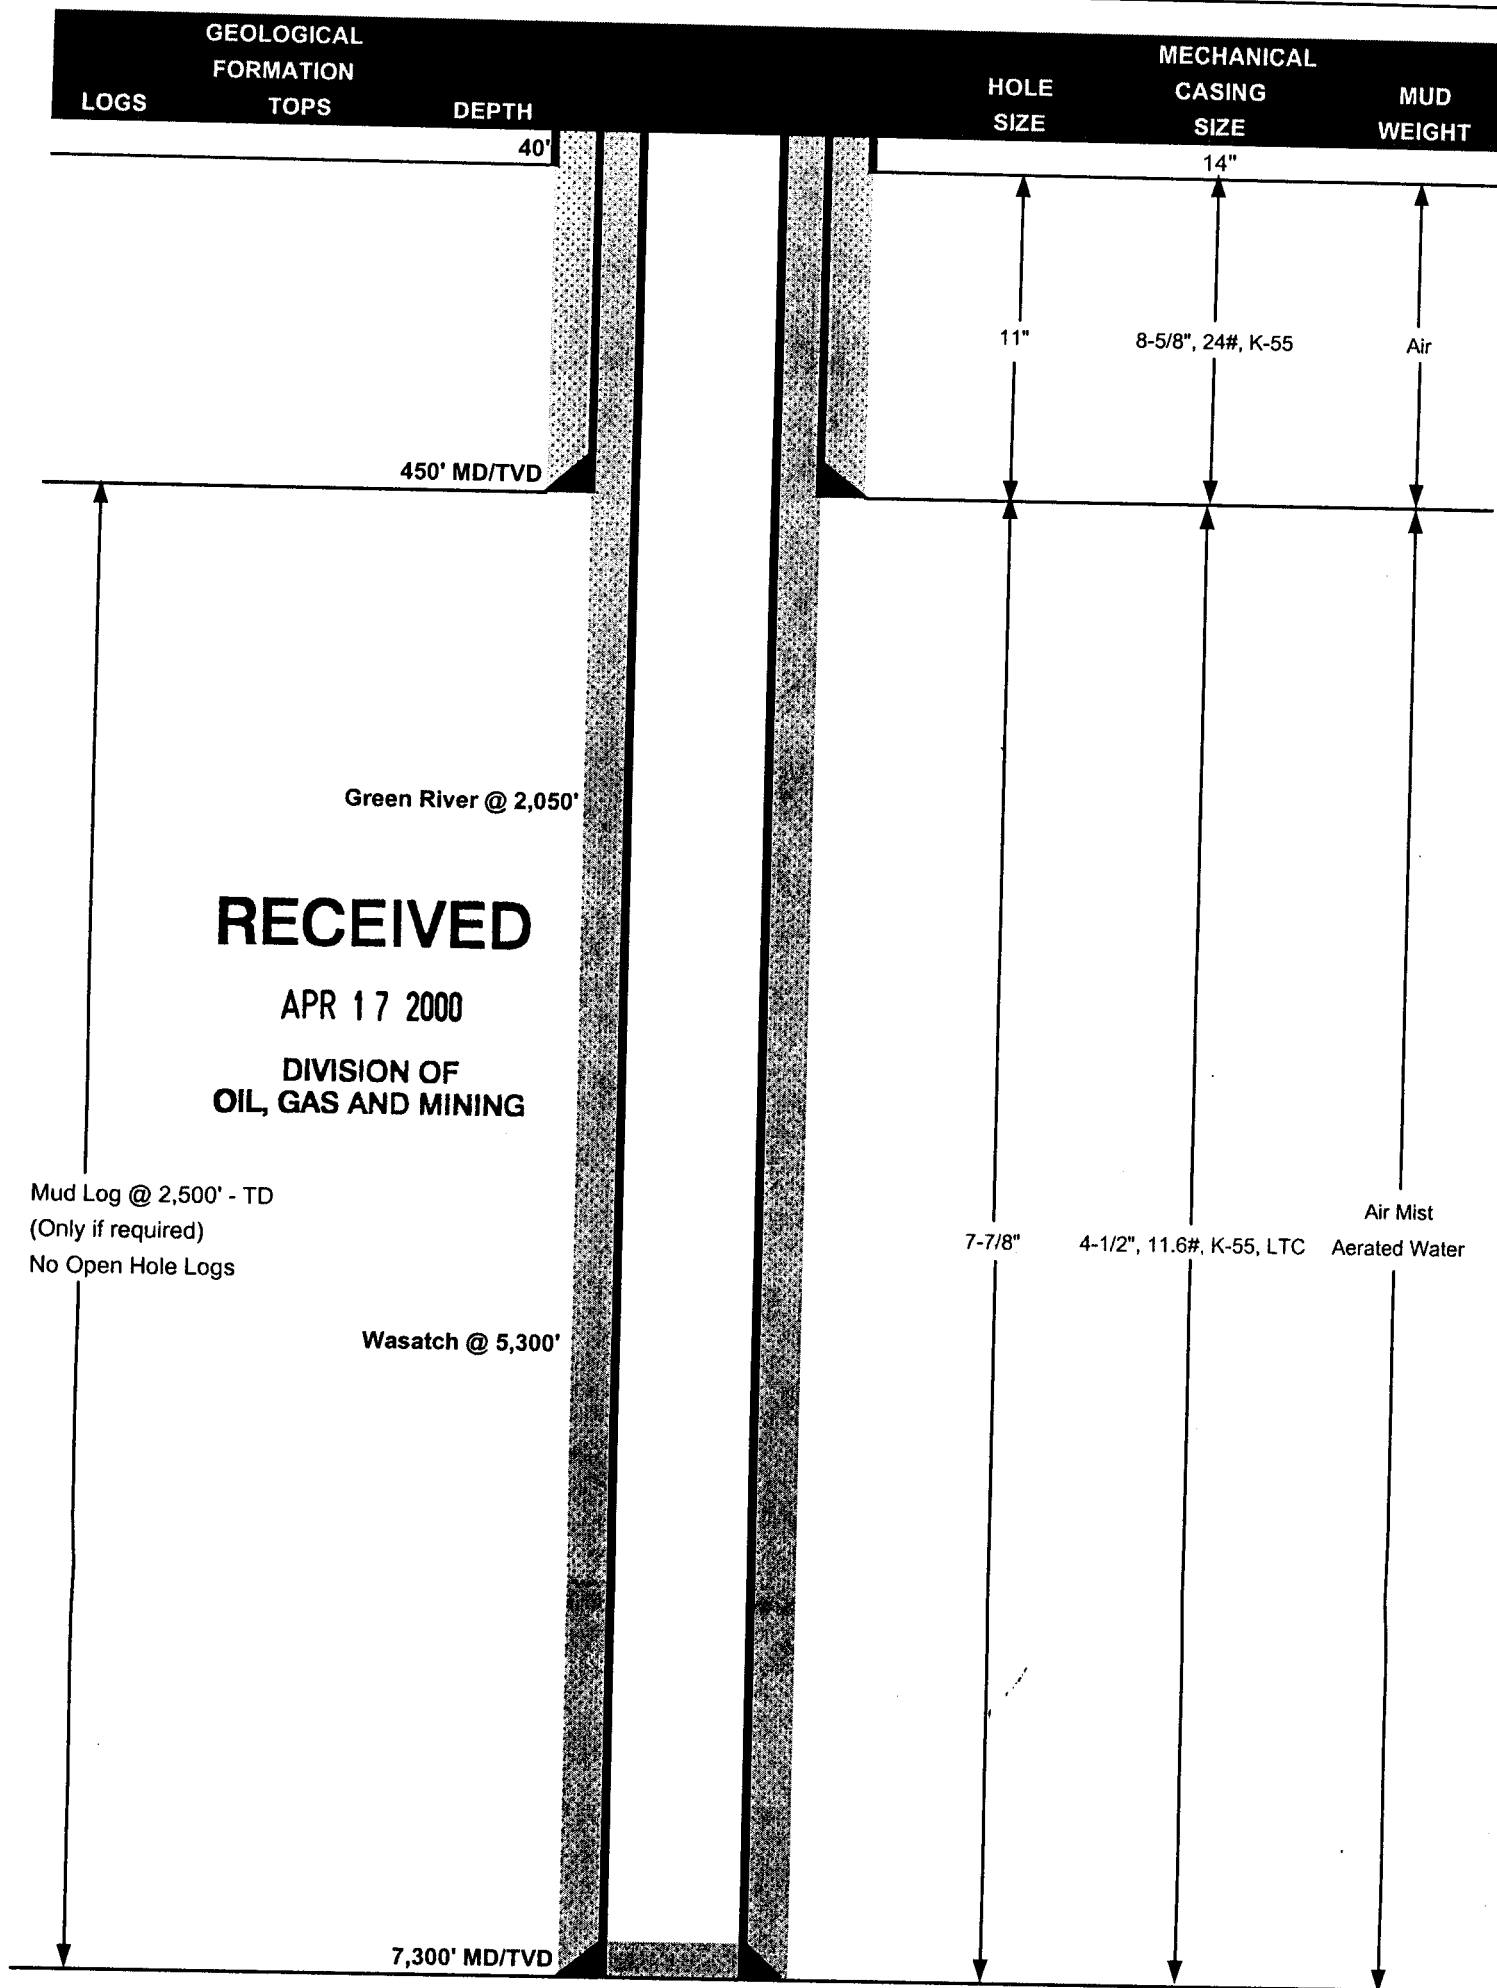 GEOLOGICAL
FORMATION
LOGS TOPS DEPTH
MECHANICAL
HOLE CASING MUD
SIZE SIZE WEIGHT
40'
14"
11" 8-5/8", 24#, K-55 Air
450' MD/TVD
Green River @ 2,050'
RECEIVED
APR 17 2000
DIVISION OF
OIL, GAS AND MINING
Mud Log @ 2,500' - TD
(Only if required)
No Open Hole Logs
7-7/8" 4-1/2", 11.6#, K-55, LTC
Air Mist
Aerated Water
Wasatch @ 5,300'
7,300' MD/TVD